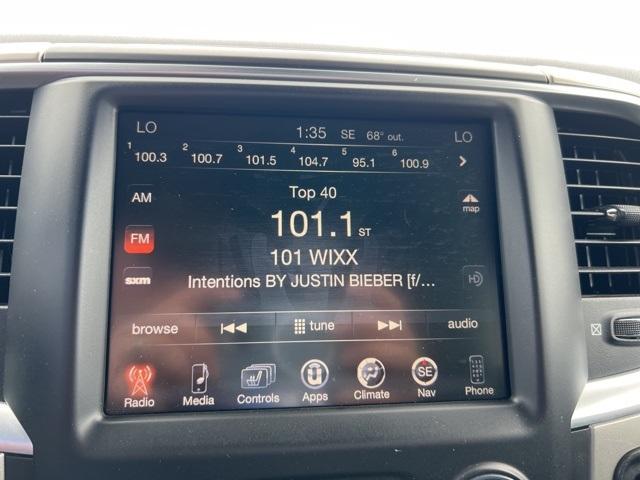 LO 1:35 SE 68° out. LO
1 100.3 2 100.7 3 101.5 4 104.7 5 95.1 6 100.9
AM
Top 40
map
FM
101.1 ST
101 WIXX
sxm
Intentions BY JUSTIN BIEBER [f/...
HD
browse tune audio
SE
Radio Media Controls Apps Climate Nav Phone